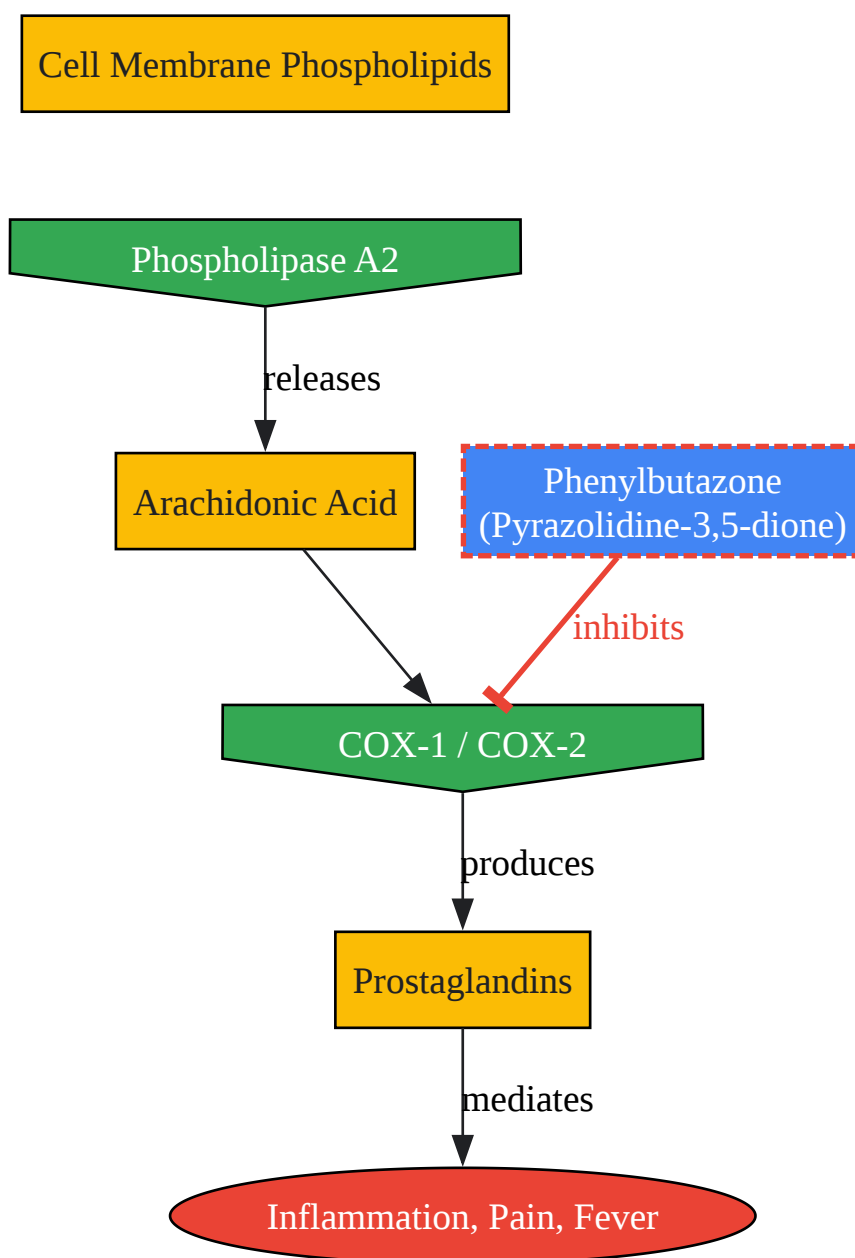 Cell Membrane Phospholipids
Phospholipase A2
releases
Arachidonic Acid
Phenylbutazone
(Pyrazolidine-3,5-dione)
inhibits
COX-1 / COX-2
produces
Prostaglandins
mediates
Inflammation, Pain, Fever